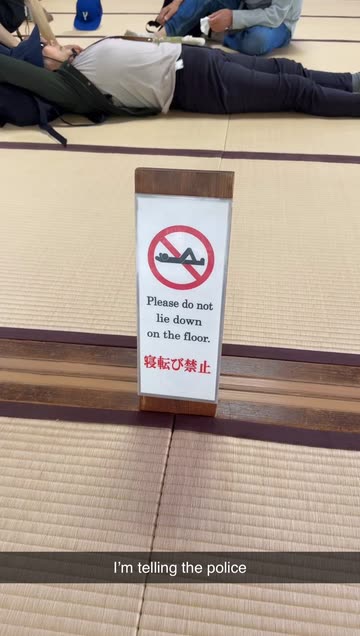 Please do not
lie down
on the floor.
寝転び禁止
I'm telling the police